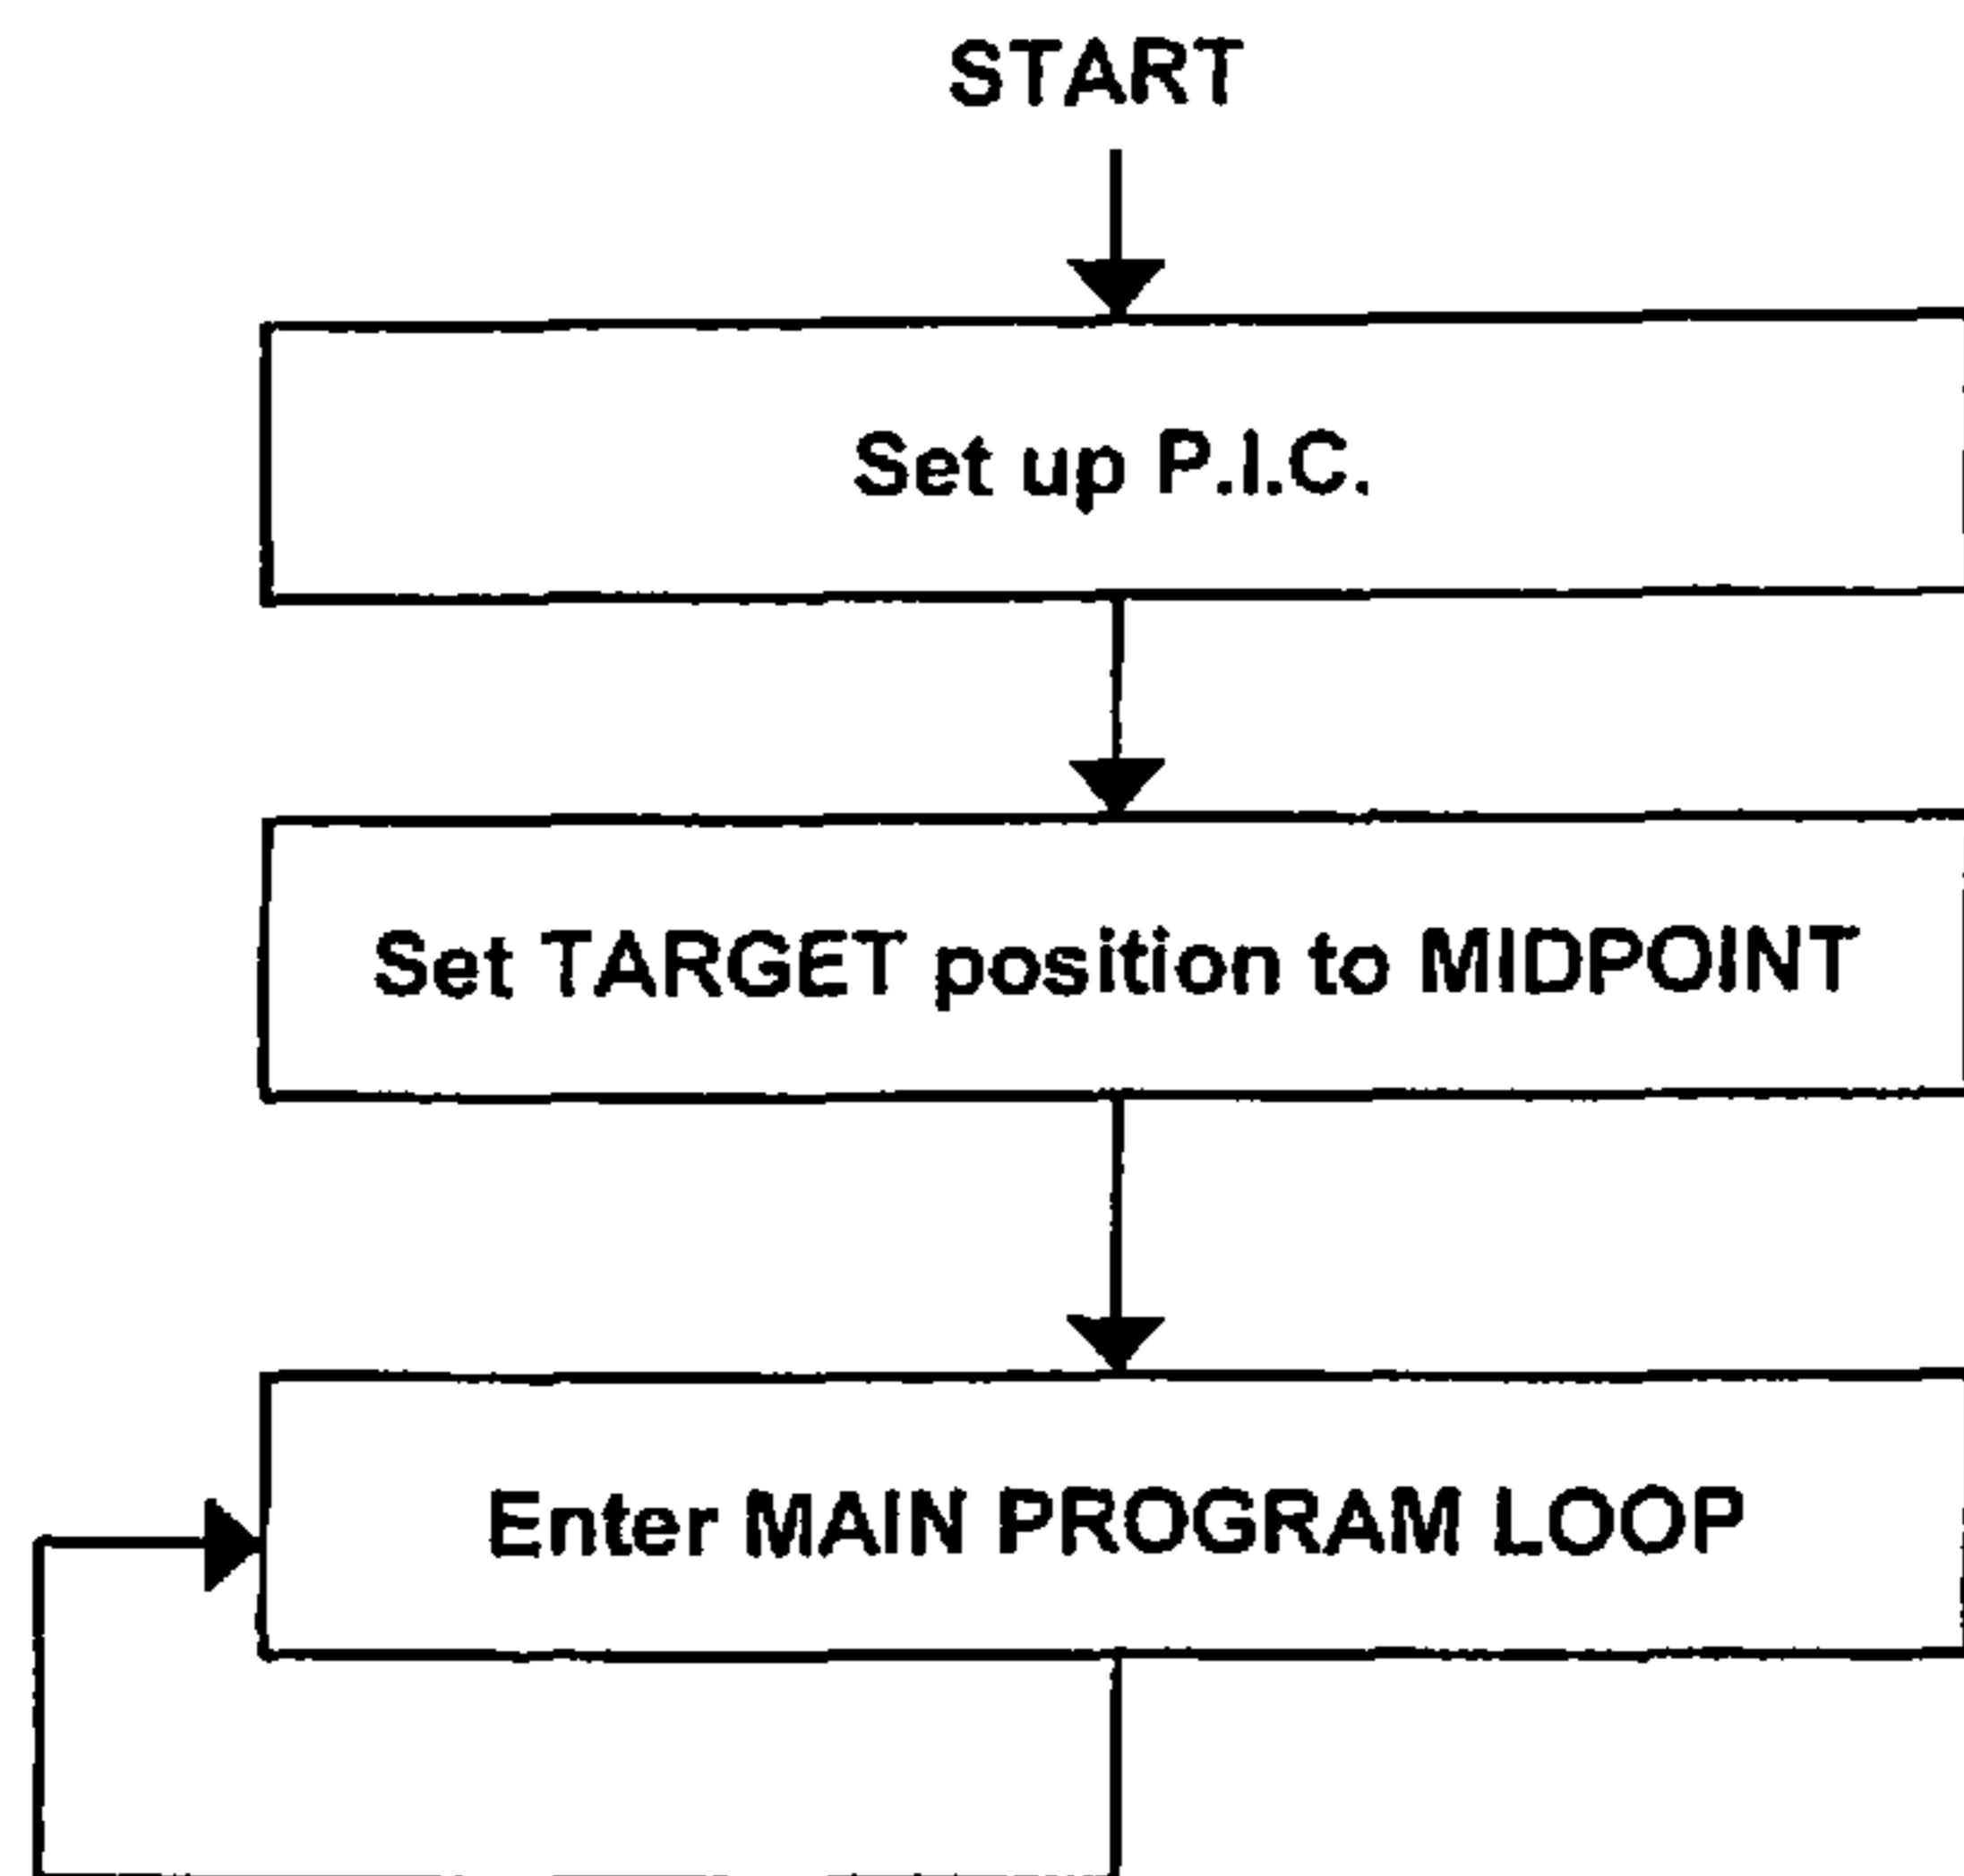 START
Set up P.I.C.
Set TARGET position to MIDPOINT
Enter MAIN PROGRAM LOOP